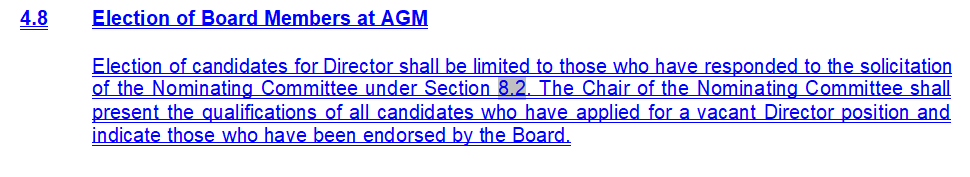 4.8 Election of Board Members at AGM
Election of candidates for Director shall be limited to those who have responded to the solicitation
of the Nominating Committee under Section 8.2. The Chair of the Nominating Committee shall
present the qualifications of all candidates who have applied for a vacant Director position and
indicate those who have been endorsed by the Board.